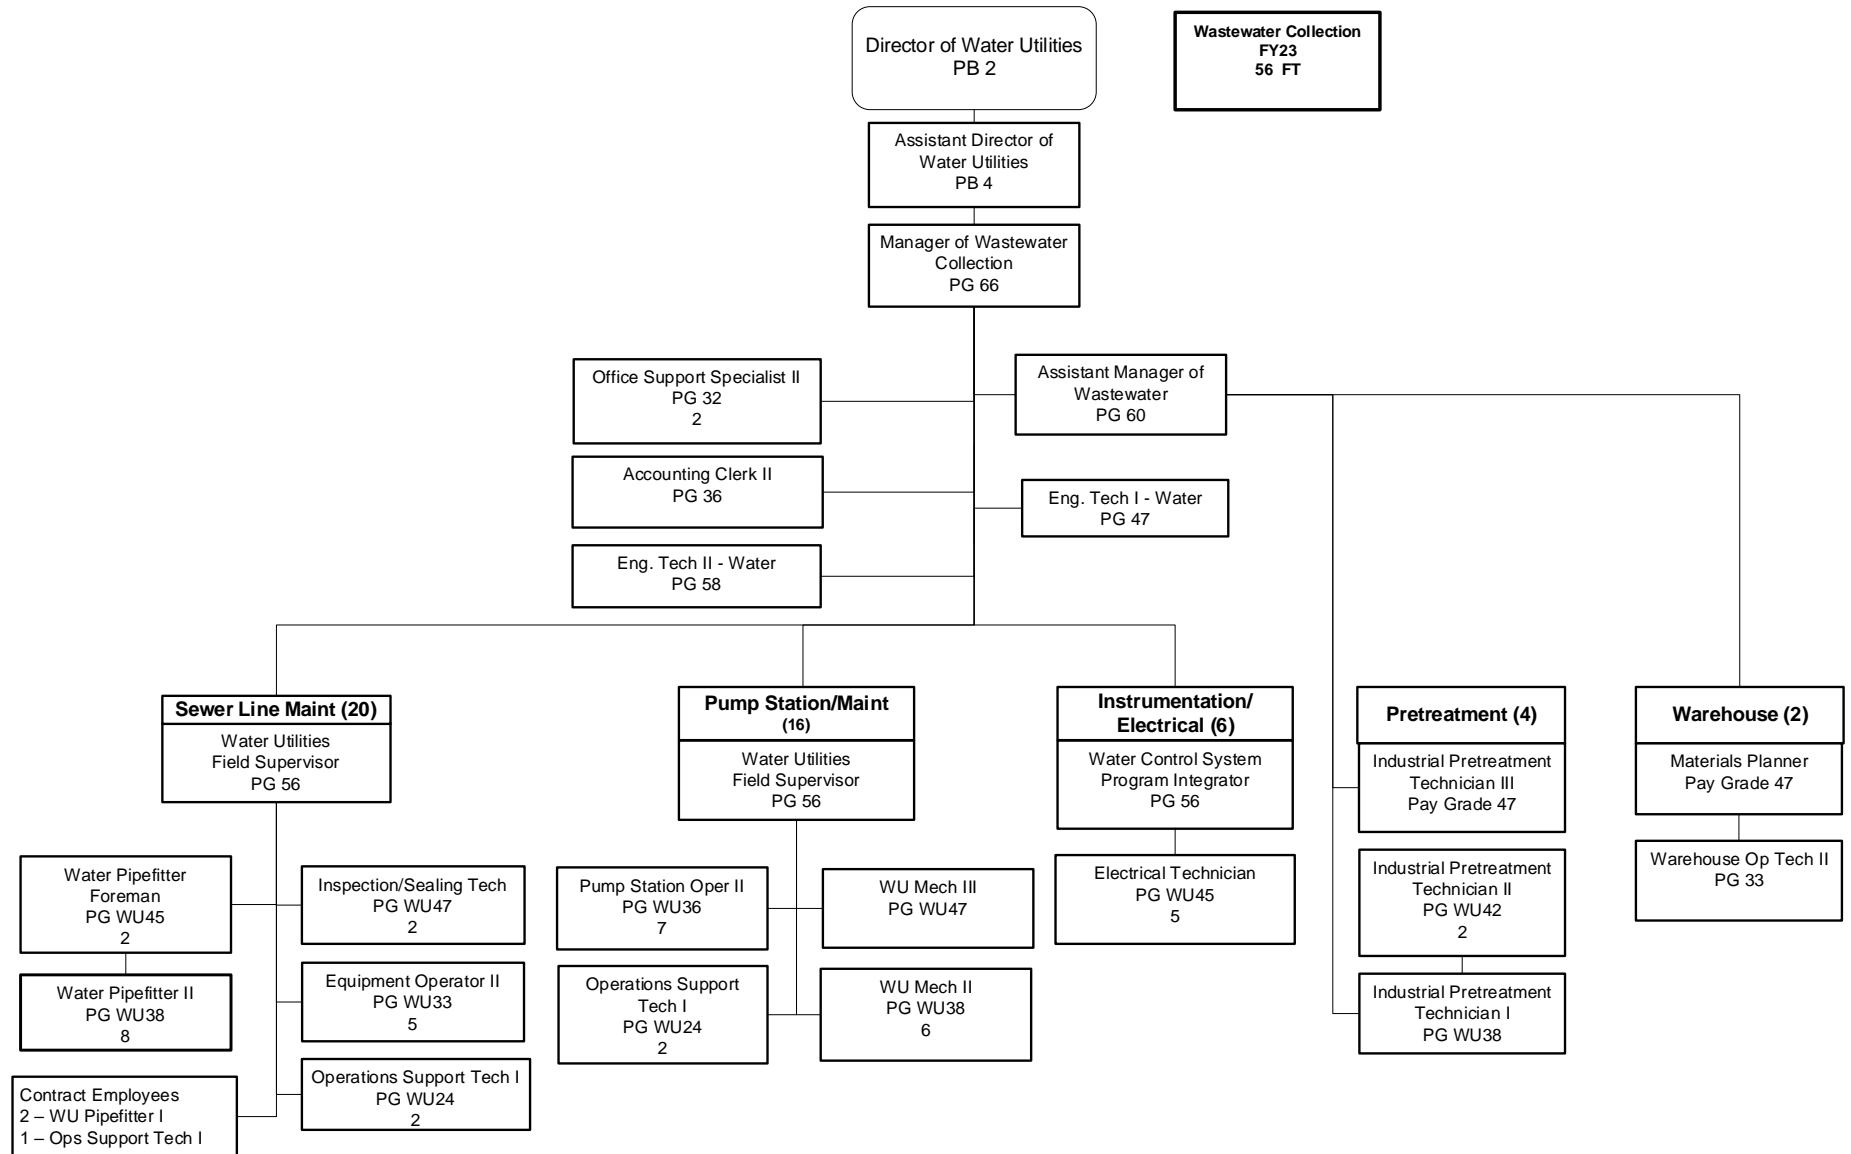 Director of Water Utilities
PB 2
Wastewater Collection
FY23
56 FT
Assistant Director of
Water Utilities
PB 4
Manager of Wastewater
Collection
PG 66
Office Support Specialist II
PG 32
2
Assistant Manager of
Wastewater
PG 60
Accounting Clerk II
PG 36
Eng. Tech I - Water
PG 47
Eng. Tech II - Water
PG 58
Sewer Line Maint (20)
Water Utilities
Field Supervisor
PG 56
Water Pipefitter
Foreman
PG WU45
2
Water Pipefitter II
PG WU38
8
Contract Employees
2 – WU Pipefitter I
1 – Ops Support Tech I
Inspection/Sealing Tech
PG WU47
2
Equipment Operator II
PG WU33
5
Operations Support Tech I
PG WU24
2
Pump Station/Maint
(16)
Water Utilities
Field Supervisor
PG 56
Pump Station Oper II
PG WU36
7
Operations Support
Tech I
PG WU24
2
WU Mech III
PG WU47
WU Mech II
PG WU38
6
Instrumentation/
Electrical (6)
Water Control System
Program Integrator
PG 56
Electrical Technician
PG WU45
5
Pretreatment (4)
Industrial Pretreatment
Technician III
Pay Grade 47
Industrial Pretreatment
Technician II
PG WU42
2
Industrial Pretreatment
Technician I
PG WU38
Warehouse (2)
Materials Planner
Pay Grade 47
Warehouse Op Tech II
PG 33